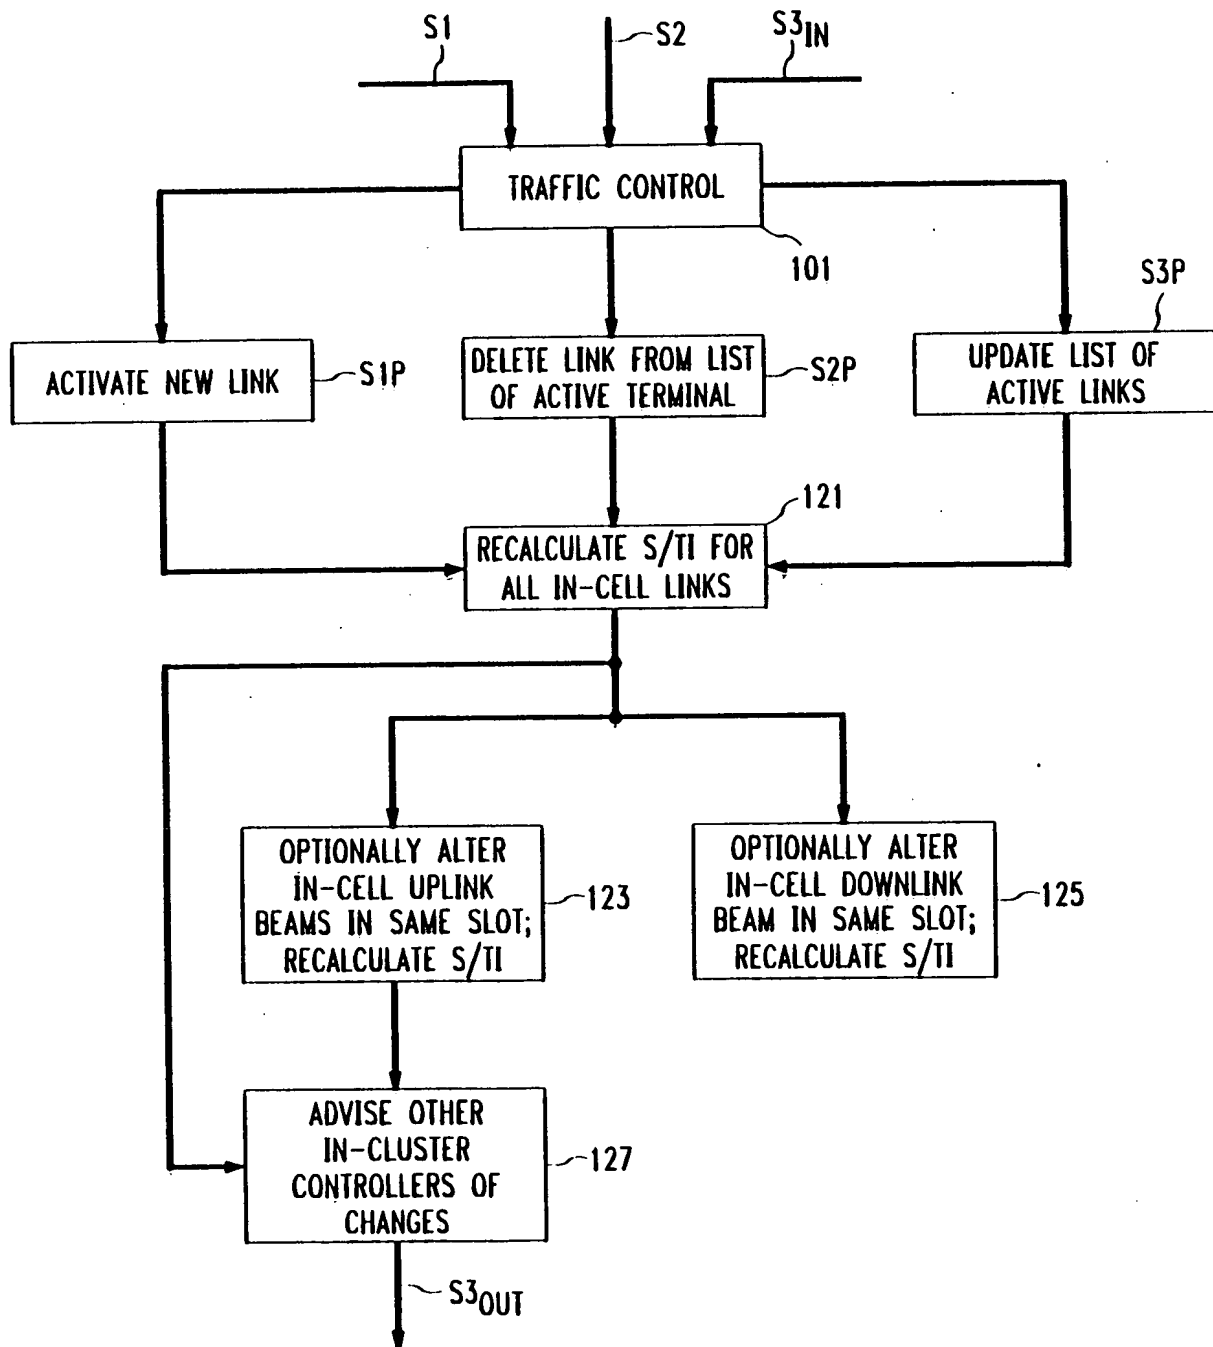 S1
S2
S3IN
TRAFFIC CONTROL
101
S3P
ACTIVATE NEW LINK
S1P
DELETE LINK FROM LIST
OF ACTIVE TERMINAL
S2P
UPDATE LIST OF
ACTIVE LINKS
121
RECALCULATE S/TI FOR
ALL IN-CELL LINKS
OPTIONALLY ALTER
IN-CELL UPLINK
BEAMS IN SAME SLOT;
RECALCULATE S/TI
123
OPTIONALLY ALTER
IN-CELL DOWNLINK
BEAM IN SAME SLOT;
RECALCULATE S/TI
125
ADVISE OTHER
IN-CLUSTER
CONTROLLERS OF
CHANGES
127
S3OUT